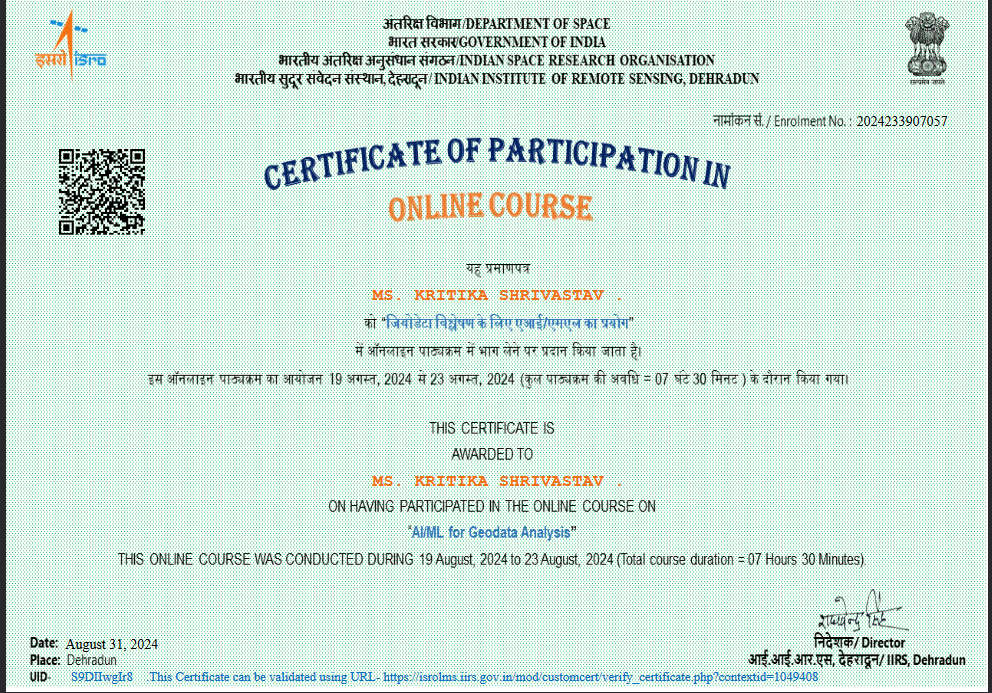 इसरो isro
अंतरिक्ष विभाग/DEPARTMENT OF SPACE
भारत सरकार/GOVERNMENT OF INDIA
भारतीय अंतरिक्ष अनुसंधान संगठन/INDIAN SPACE RESEARCH ORGANISATION
भारतीय सुदूर संवेदन संस्थान, देहरादून/ INDIAN INSTITUTE OF REMOTE SENSING, DEHRADUN
सत्यमेव जयते
नामांकन सं./ Enrolment No. : 2024233907057
CERTIFICATE OF PARTICIPATION IN
ONLINE COURSE
यह प्रमाणपत्र
MS. KRITIKA SHRIVASTAV .
को “जियोडेटा विश्लेषण के लिए एआई/एमएल का प्रयोग”
में ऑनलाइन पाठ्यक्रम में भाग लेने पर प्रदान किया जाता है।
इस ऑनलाइन पाठ्यक्रम का आयोजन 19 अगस्त, 2024 से 23 अगस्त, 2024 (कुल पाठ्यक्रम की अवधि = 07 घंटे 30 मिनट ) के दौरान किया गया।
THIS CERTIFICATE IS
AWARDED TO
MS. KRITIKA SHRIVASTAV .
ON HAVING PARTICIPATED IN THE ONLINE COURSE ON
“AI/ML for Geodata Analysis”
THIS ONLINE COURSE WAS CONDUCTED DURING 19 August, 2024 to 23 August, 2024 (Total course duration = 07 Hours 30 Minutes).
निदेशक/ Director
आई.आई.आर.एस, देहरादून/ IIRS, Dehradun
Date: August 31, 2024
Place: Dehradun
UID- S9DIIwgIr8 .This Certificate can be validated using URL- https://isrolms.iirs.gov.in/mod/customcert/verify_certificate.php?contextid=1049408